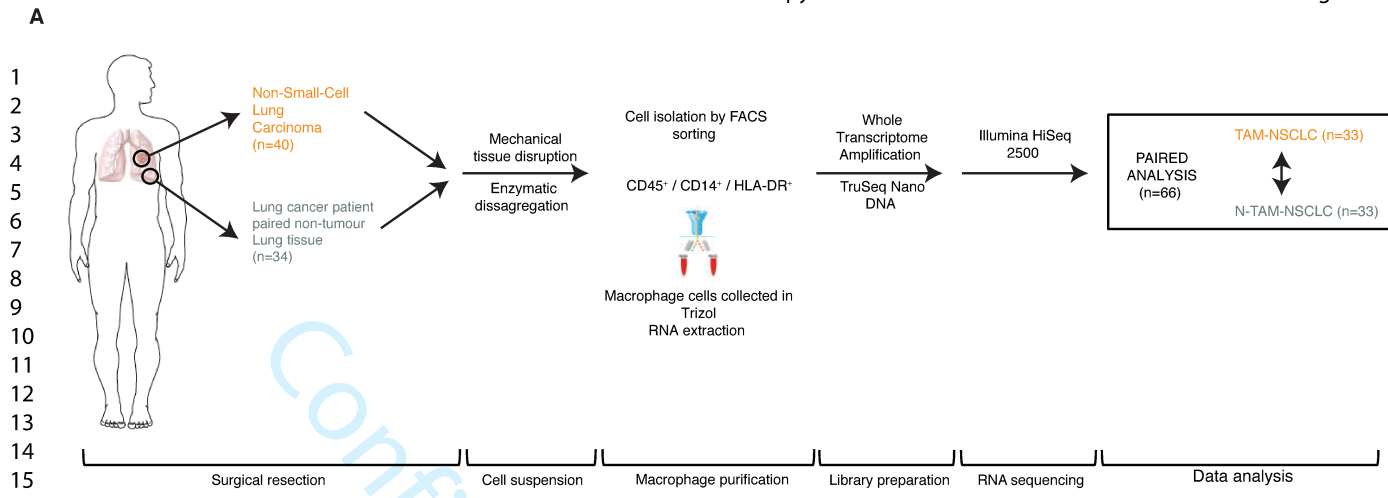 A
1
2
3
4
5
6
7
8
9
10
11
12
13
14
15
Non-Small-Cell
Lung
Carcinoma
(n=40)
Lung cancer patient
paired non-tumour
Lung tissue
(n=34)
Mechanical
tissue disruption
Enzymatic
dissagregation
Cell isolation by FACS
sorting
CD45⁺ / CD14⁺ / HLA-DR⁺
Macrophage cells collected in
Trizol
RNA extraction
Whole
Transcriptome
Amplification
TruSeq Nano
DNA
Illumina HiSeq
2500
PAIRED
ANALYSIS
(n=66)
TAM-NSCLC (n=33)
N-TAM-NSCLC (n=33)
Surgical resection
Cell suspension
Macrophage purification
Library preparation
RNA sequencing
Data analysis